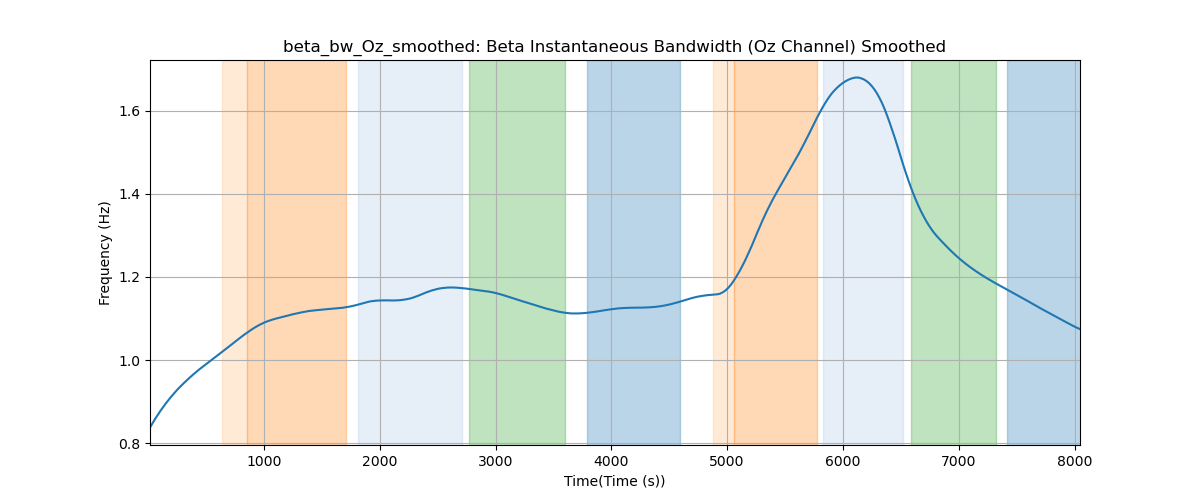 beta_bw_Oz_smoothed: Beta Instantaneous Bandwidth (Oz Channel) Smoothed
Frequency (Hz)
1.6
1.4
1.2
1.0
0.8
1000 2000 3000 4000 5000 6000 7000 8000
Time(Time (s))